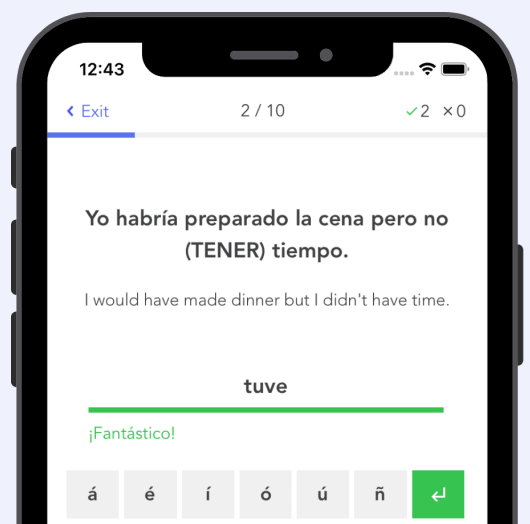 12:43
Exit 2 / 10 ✓2 ×0
Yo habría preparado la cena pero no
(TENER) tiempo.
I would have made dinner but I didn't have time.
tuve
¡Fantástico!
á é í ó ú ñ